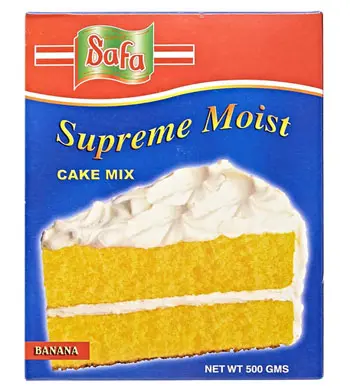 Safa
Supreme Moist
CAKE MIX
BANANA
NET WT 500 GMS